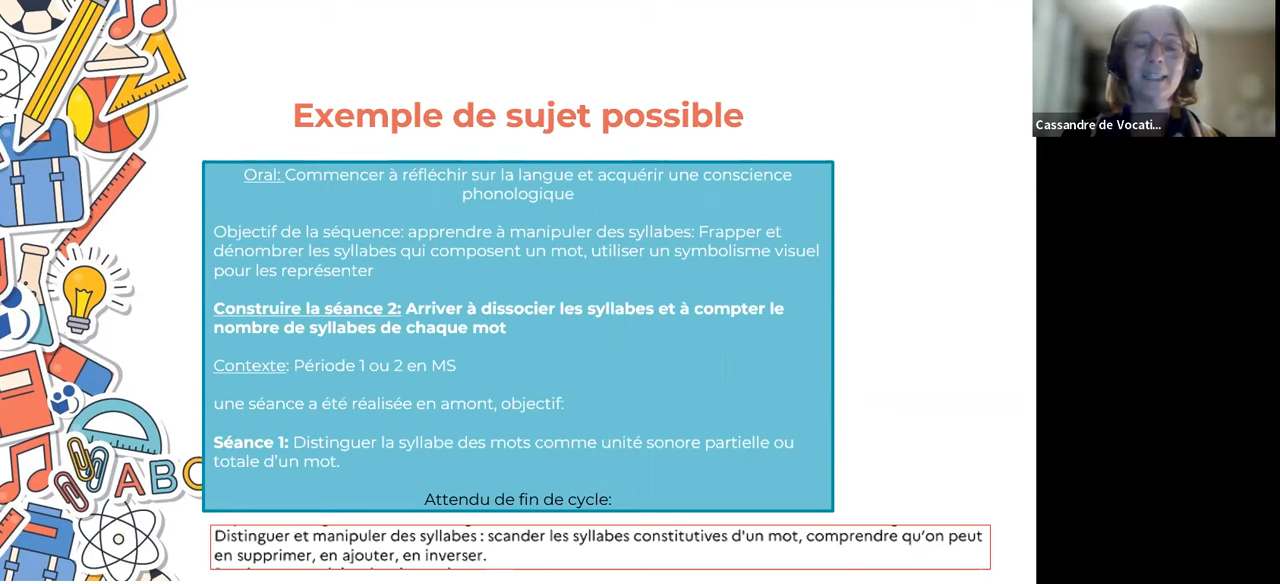 Cassandre de Vocati...
Exemple de sujet possible
Oral: Commencer à réfléchir sur la langue et acquérir une conscience
phonologique
Objectif de la séquence: apprendre à manipuler des syllabes: Frapper et
dénombrer les syllabes qui composent un mot, utiliser un symbolisme visuel
pour les représenter
Construire la séance 2: Arriver à dissocier les syllabes et à compter le
nombre de syllabes de chaque mot
Contexte: Période 1 ou 2 en MS
une séance a été réalisée en amont, objectif:
Séance 1: Distinguer la syllabe des mots comme unité sonore partielle ou
totale d'un mot.
ABC
Attendu de fin de cycle:
Distinguer et manipuler des syllabes : scander les syllabes constitutives d'un mot, comprendre qu'on peut
en supprimer, en ajouter, en inverser.